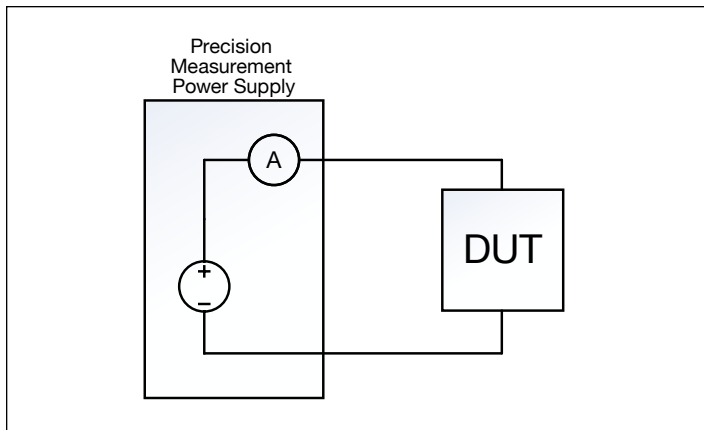 Precision
Measurement
Power Supply
A
DUT
+
−